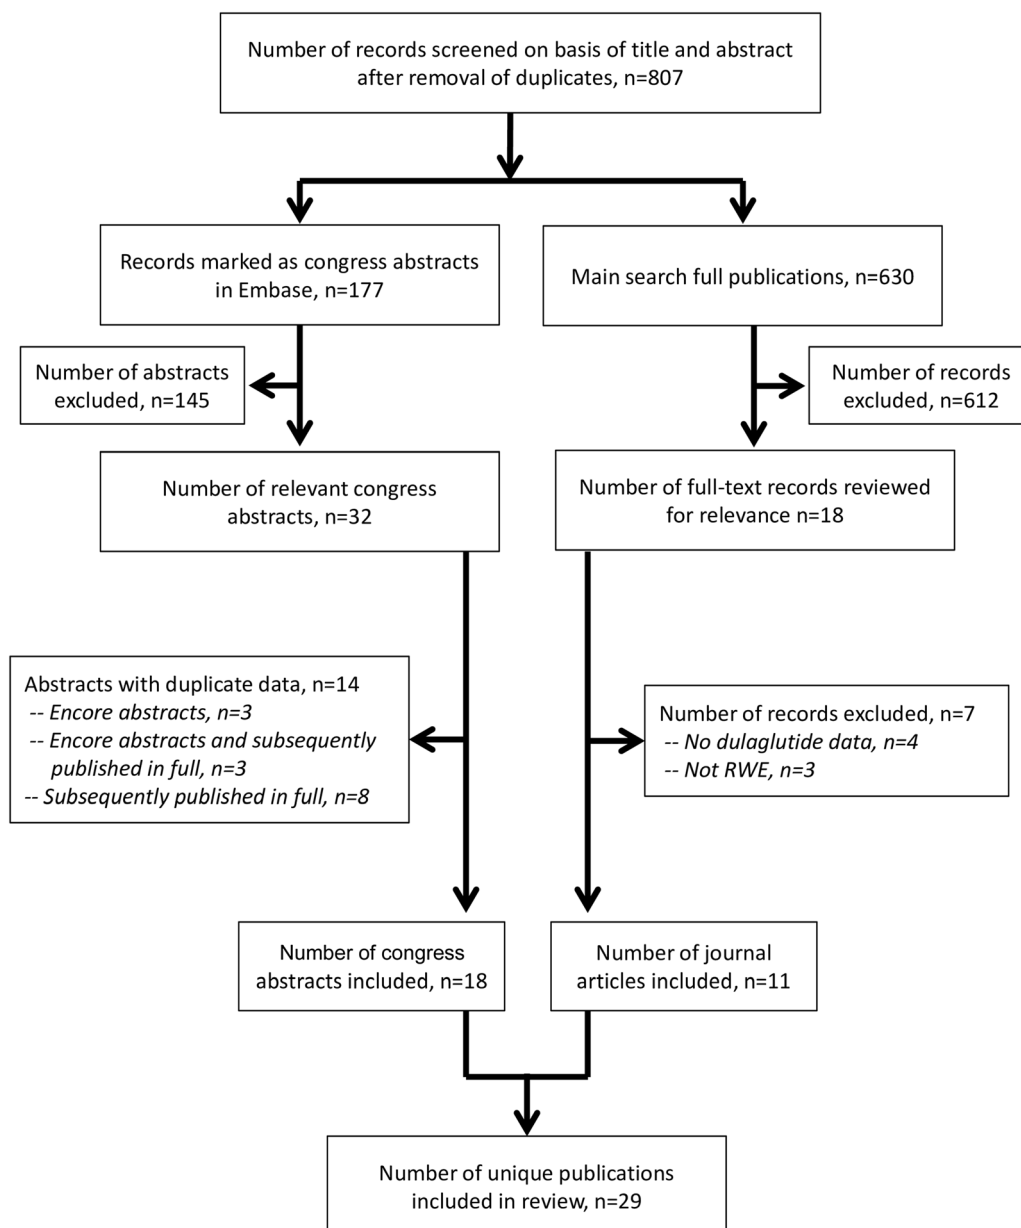 Number of records screened on basis of title and abstract
after removal of duplicates, n=807
Records marked as congress abstracts
in Embase, n=177
Main search full publications, n=630
Number of abstracts
excluded, n=145
Number of records
excluded, n=612
Number of relevant congress
abstracts, n=32
Number of full-text records reviewed
for relevance n=18
Abstracts with duplicate data, n=14
-- Encore abstracts, n=3
-- Encore abstracts and subsequently
published in full, n=3
-- Subsequently published in full, n=8
Number of records excluded, n=7
-- No dulaglutide data, n=4
-- Not RWE, n=3
Number of congress
abstracts included, n=18
Number of journal
articles included, n=11
Number of unique publications
included in review, n=29